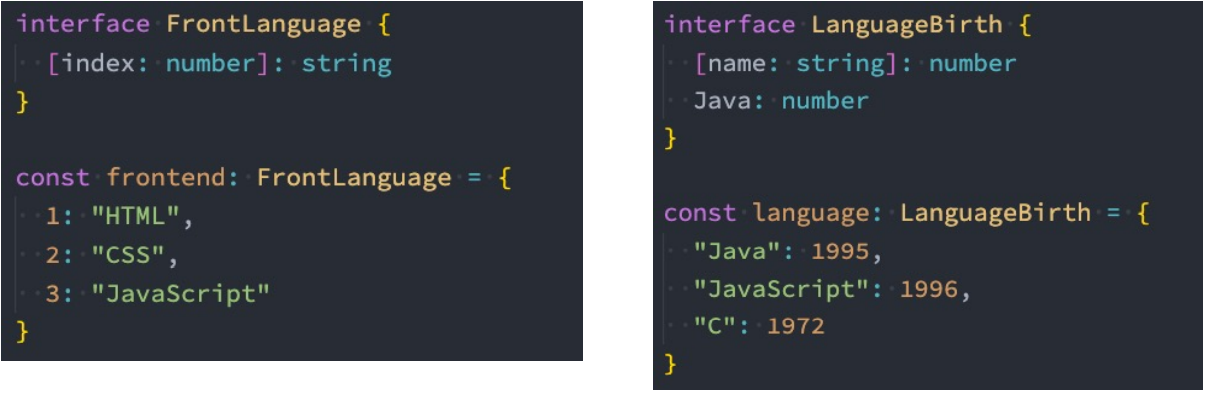 interface FrontLanguage {
  [index: number]: string
}

const frontend: FrontLanguage = {
  1: "HTML",
  2: "CSS",
  3: "JavaScript"
}
interface LanguageBirth {
  [name: string]: number
  Java: number
}

const language: LanguageBirth = {
  "Java": 1995,
  "JavaScript": 1996,
  "C": 1972
}